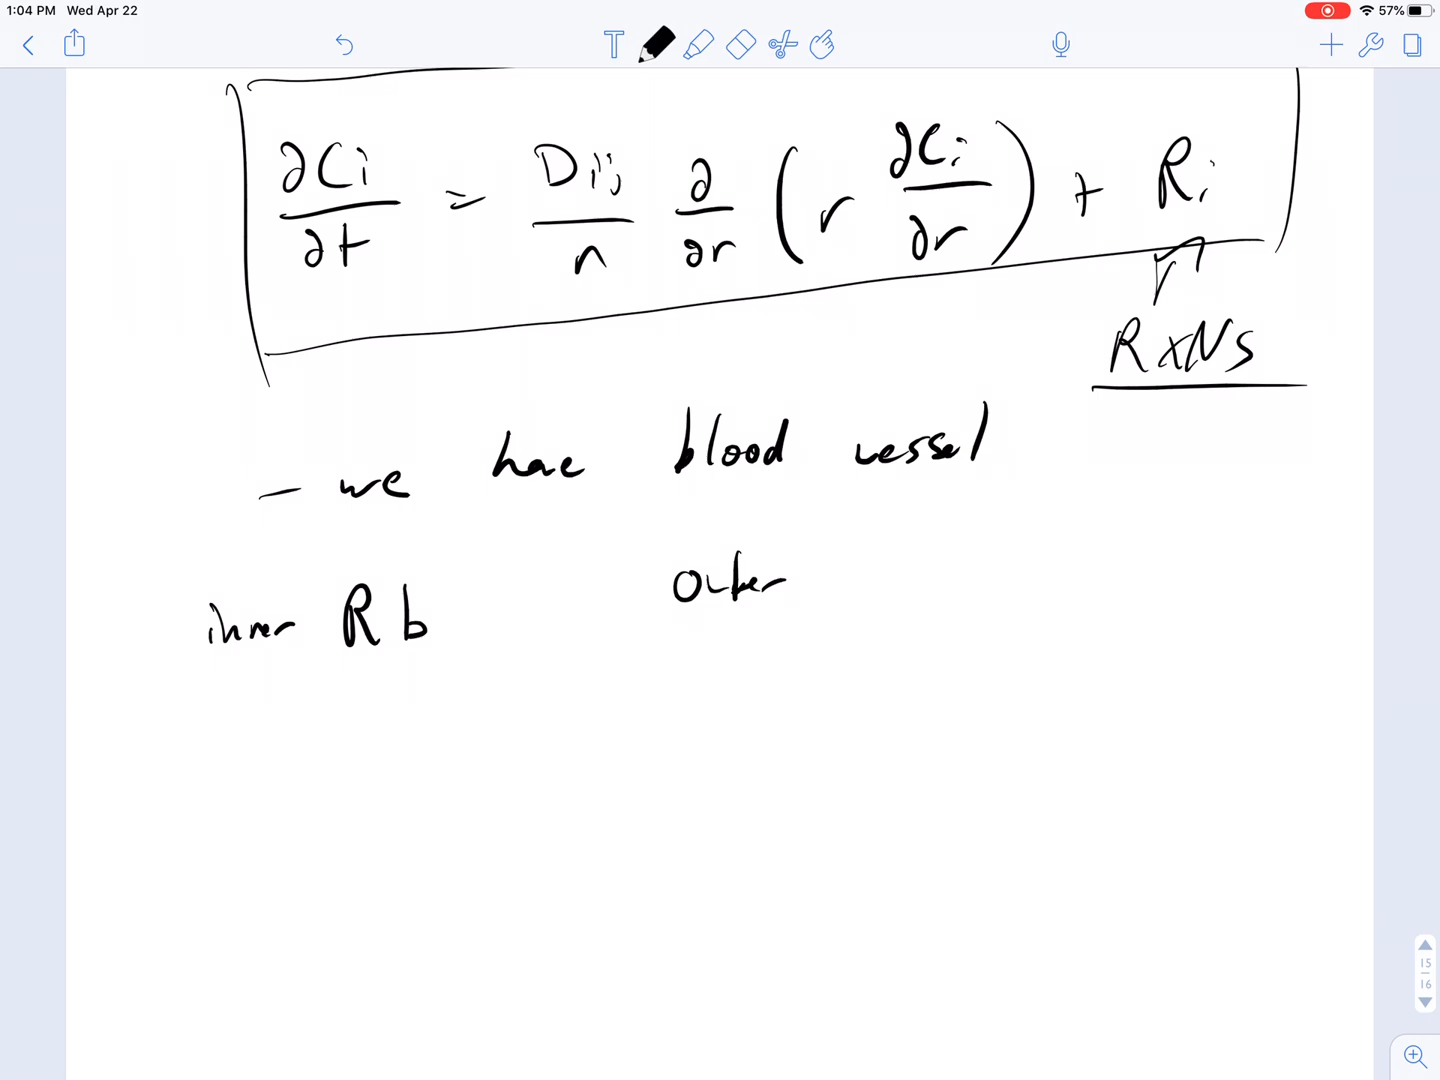 1:04 PM Wed Apr 22
57%
T
∂Ci/∂t = Dij/r ∂/∂r (r ∂Ci/∂r) + Ri
RXNS
- we have blood vessel
inner Rb outer
15
16